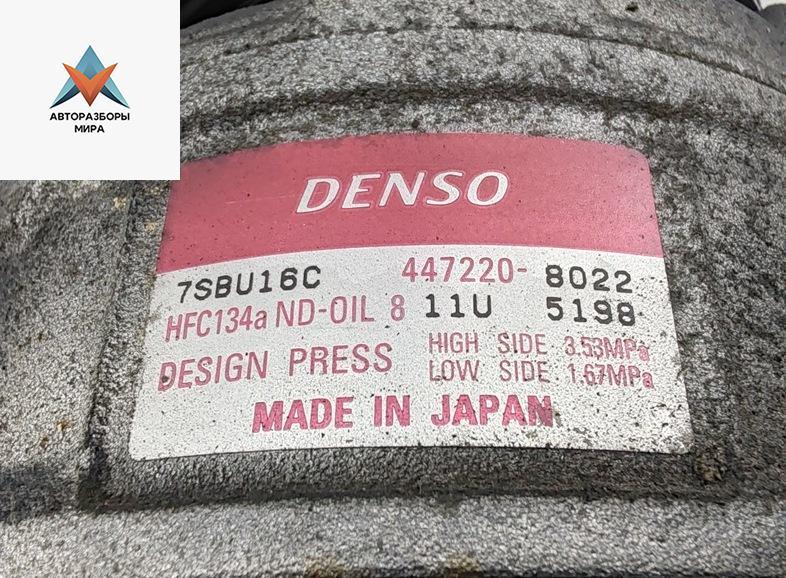 АВТОРАЗБОРЫ
МИРА
DENSO
7SBU16C 447220-8022
HFC134a ND-OIL 8 11U 5198
DESIGN PRESS HIGH SIDE 3.53MPa
LOW SIDE 1.67MPa
MADE IN JAPAN